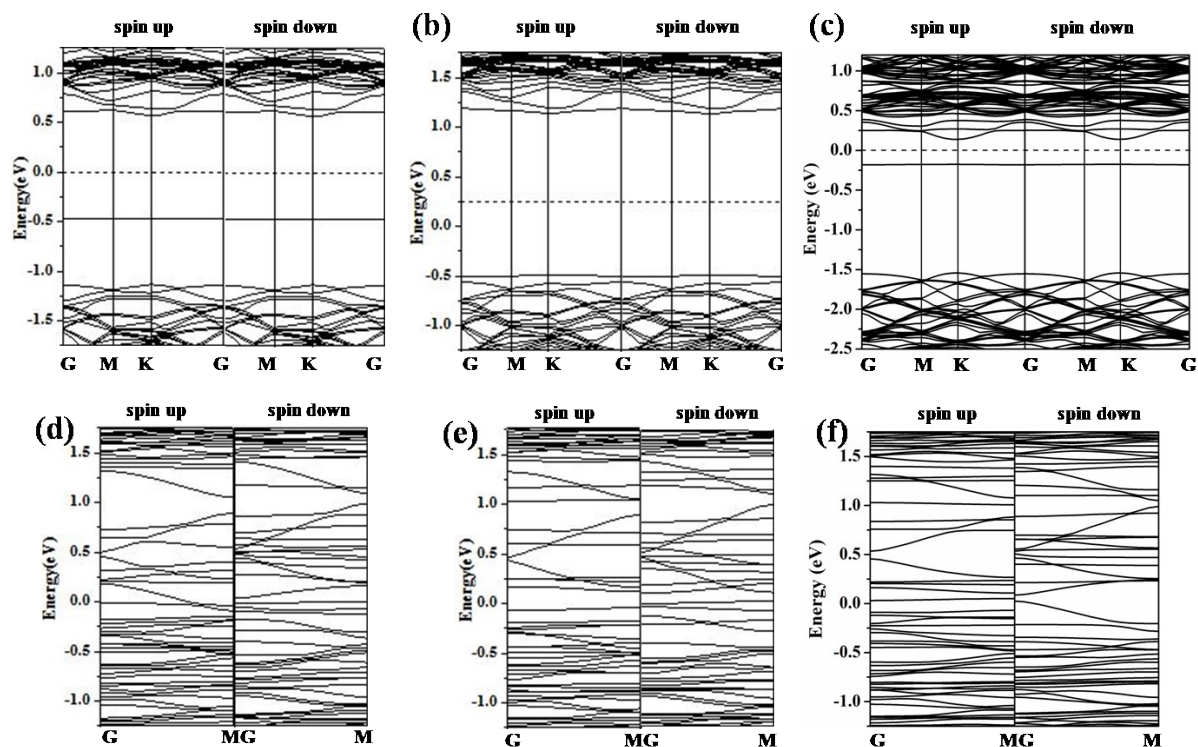 spin up spin down
1.0
0.5
0.0
-0.5
-1.0
-1.5
Energy(eV)
G M K G M K G
(b) spin up spin down
1.5
1.0
0.5
0.0
-0.5
-1.0
Energy(eV)
G M K G M K G
(c) spin up spin down
1.0
0.5
0.0
-0.5
-1.0
-1.5
-2.0
-2.5
Energy (eV)
G M K G M K G
(d) spin up spin down
1.5
1.0
0.5
0.0
-0.5
-1.0
Energy(eV)
G MG M
(e) spin up spin down
1.5
1.0
0.5
0.0
-0.5
-1.0
Energy(eV)
G MG M
(f) spin up spin down
1.5
1.0
0.5
0.0
-0.5
-1.0
Energy (eV)
G MG M